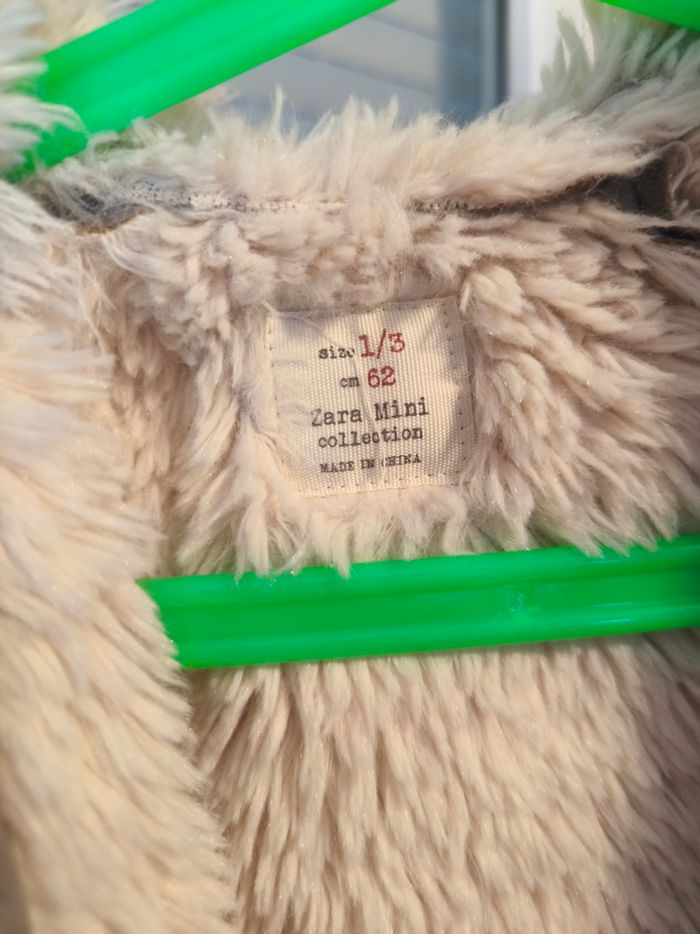 size 1/3
cm 62
Zara Mini
collection
MADE IN CHINA